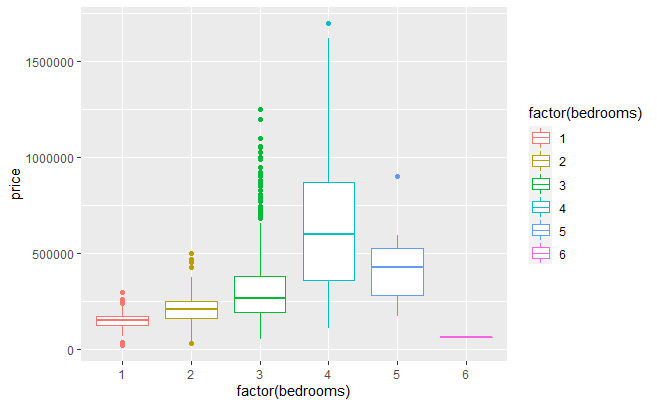 1500000
1000000
500000
0
price
1 2 3 4 5 6
factor(bedrooms)
factor(bedrooms)
1
2
3
4
5
6